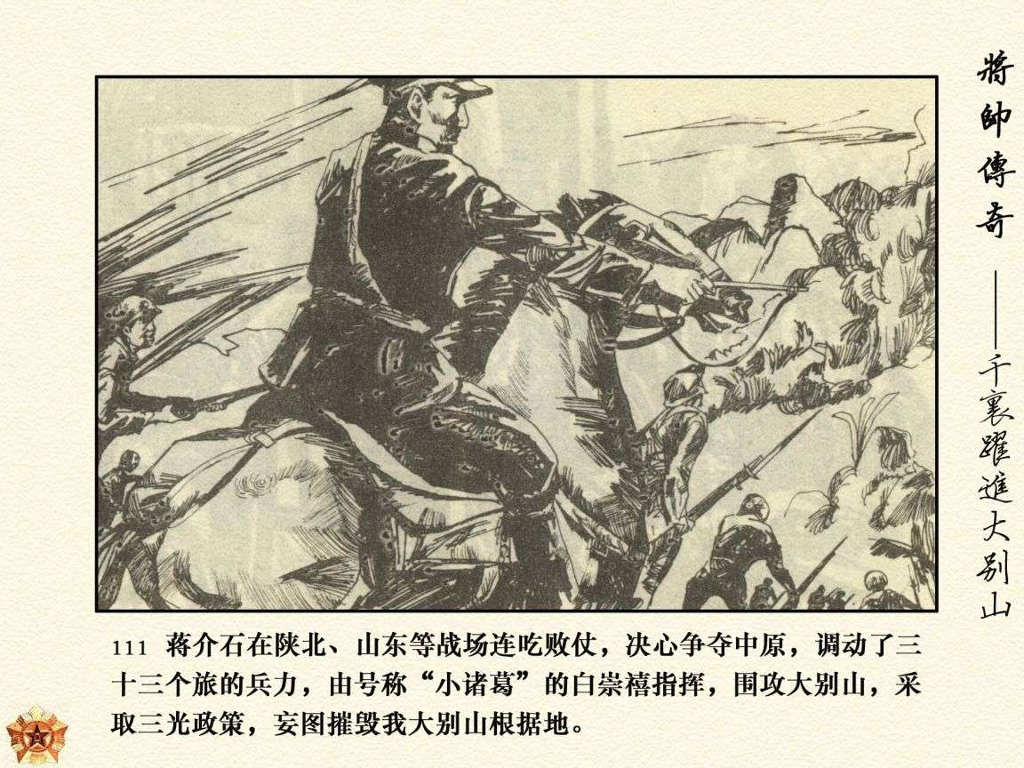 將帥傳奇——千裏躍進大别山
111 蒋介石在陕北、山东等战场连吃败仗，决心争夺中原，调动了三
十三个旅的兵力，由号称“小诸葛”的白崇禧指挥，围攻大别山，采
取三光政策，妄图摧毁我大别山根据地。